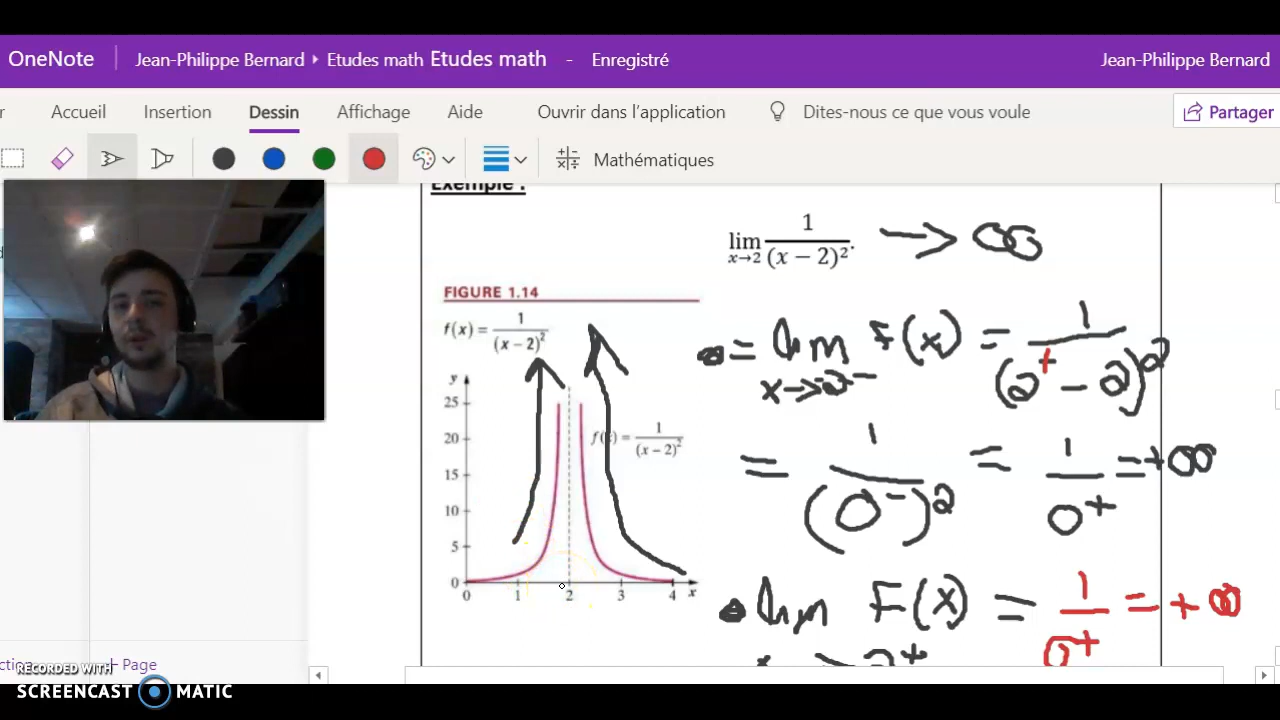 OneNote Jean-Philippe Bernard ▸ Etudes math Etudes math - Enregistré Jean-Philippe Bernard
r Accueil Insertion Dessin Affichage Aide Ouvrir dans l'application Dites-nous ce que vous voule Partager
Mathématiques
Exemple :
lim x→2 1/(x − 2)². → ∞
FIGURE 1.14
f(x) = 1/(x − 2)²
= lim x→2⁻ F(x) = 1/(2⁺ − 2)²
y
25
20
15
10
5
0
f(x) = 1/(x − 2)²
= 1/(0⁻)² = 1/0⁺ = +∞
0 1 2 3 4 x
lim x→2⁺ F(x) = 1/0⁺ = +∞
ction + Page
RECORDED WITH
SCREENCAST MATIC